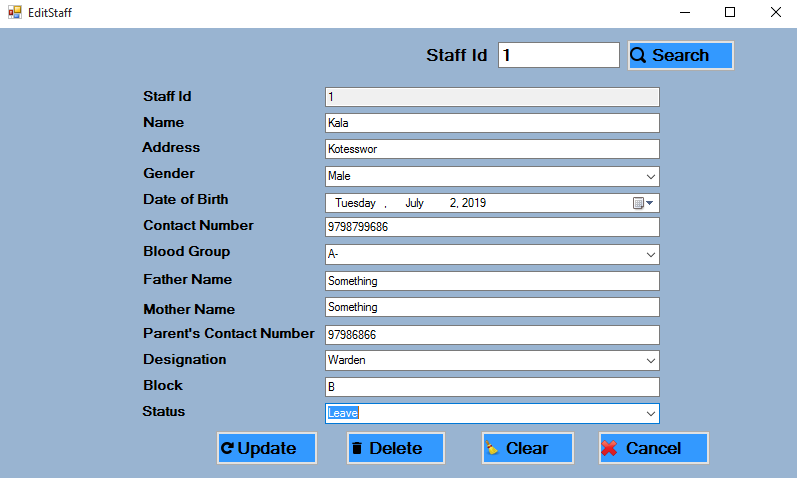 EditStaff
Staff Id 1 Search
Staff Id 1
Name Kala
Address Kotesswor
Gender Male
Date of Birth Tuesday , July 2, 2019
Contact Number 9798799686
Blood Group A-
Father Name Something
Mother Name Something
Parent's Contact Number 97986866
Designation Warden
Block B
Status Leave
Update Delete Clear Cancel